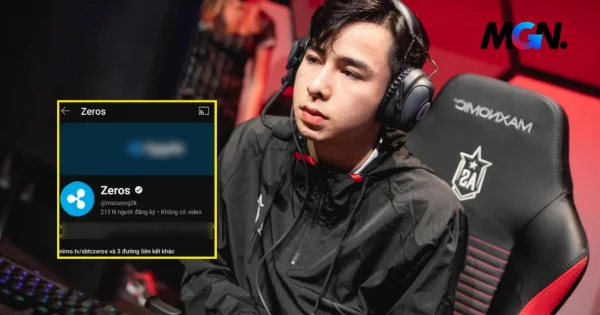 MGN.
Zeros
Zeros
@mazuong2k
213 N người đăng ký • Không có video
nimo.tv/sbtczeros và 3 đường liên kết khác
MAXNOMIC